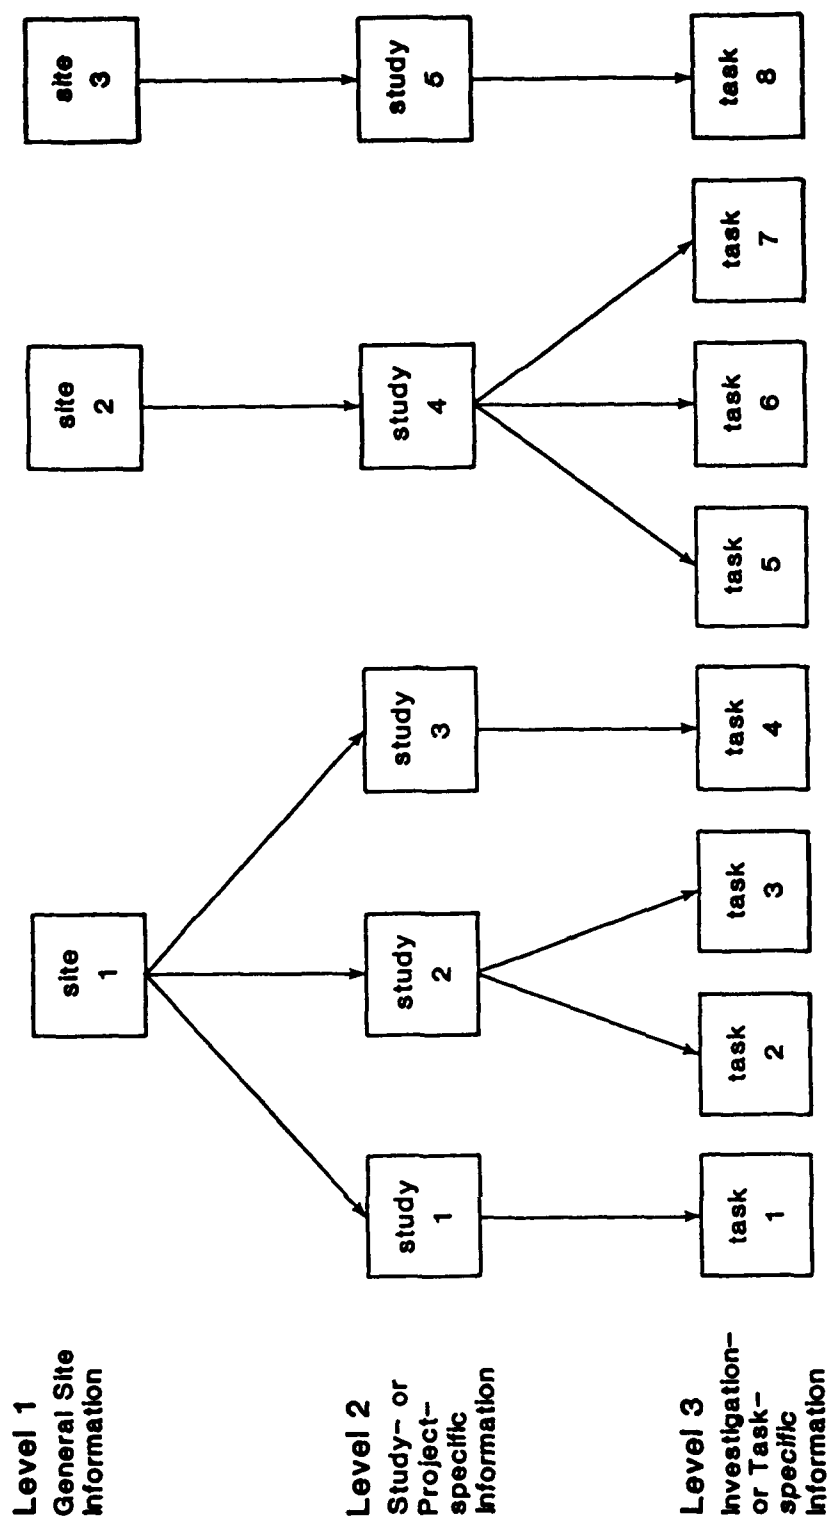 Level 1
General Site
Information
site
1
site
2
site
3
Level 2
Study- or
Project-
specific
Information
study
1
study
2
study
3
study
4
study
5
Level 3
Investigation-
or Task-
specific
Information
task
1
task
2
task
3
task
4
task
5
task
6
task
7
task
8